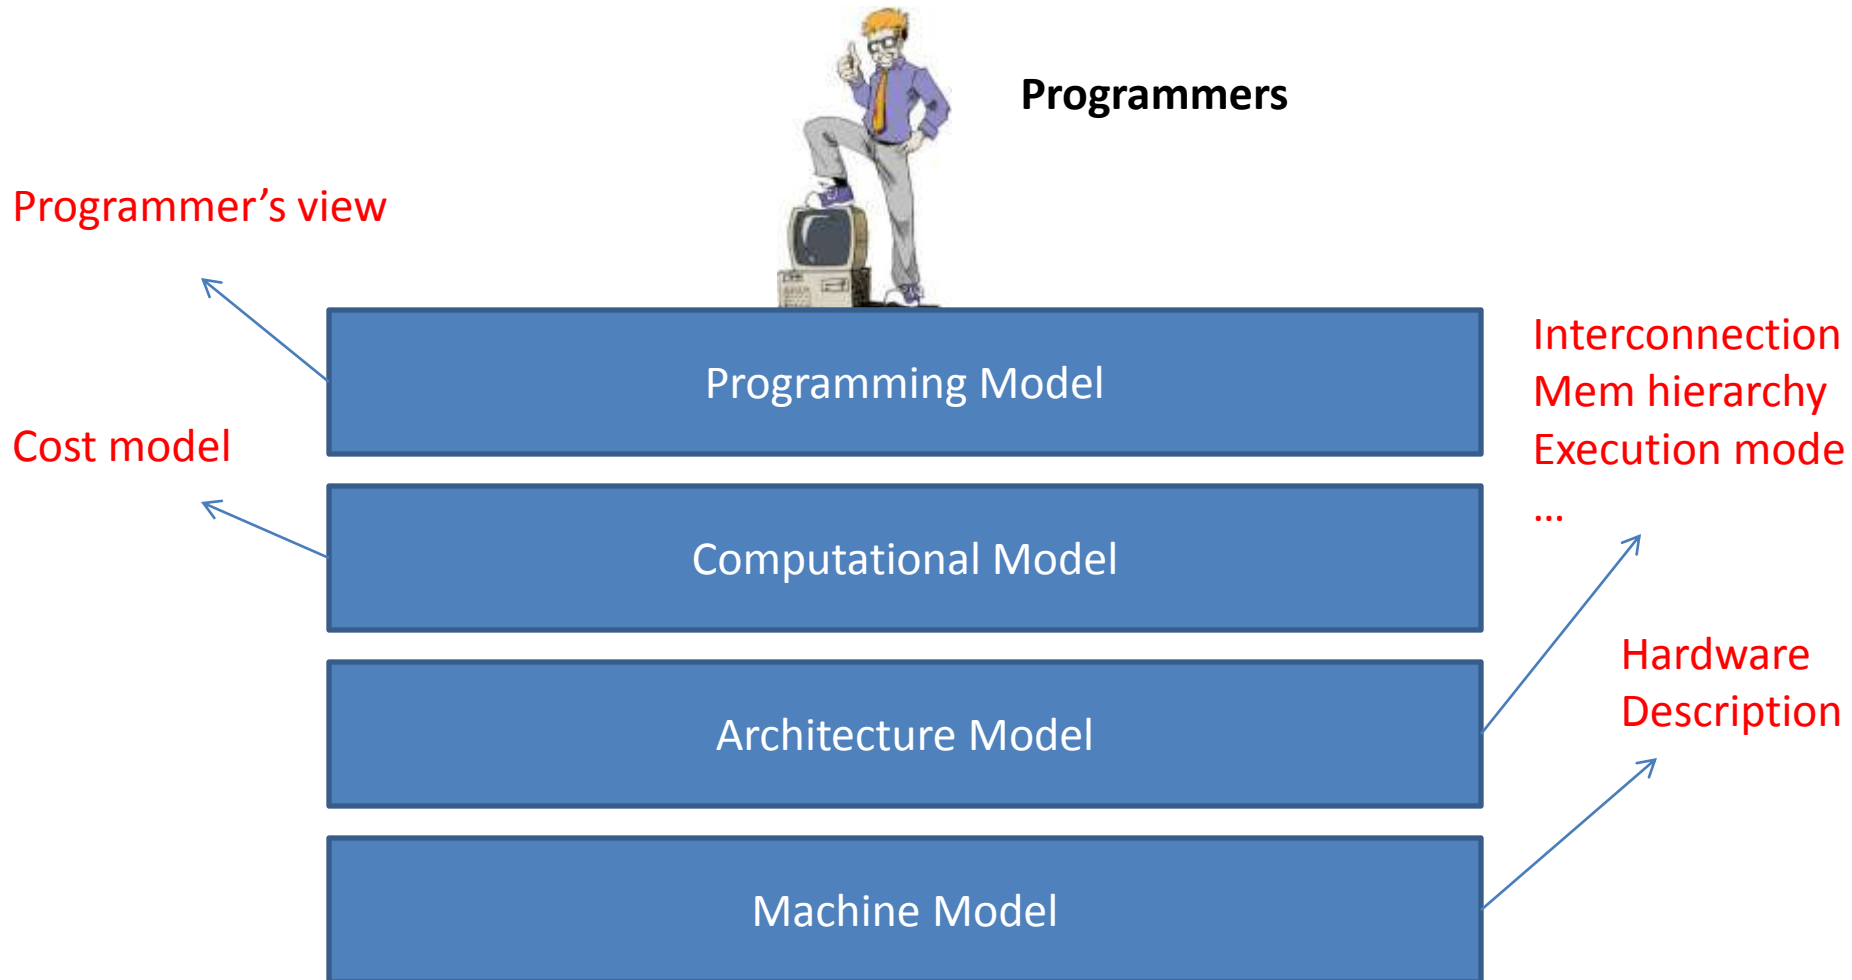 Programmers
Programmer’s view
Programming Model
Interconnection
Mem hierarchy
Execution mode
…
Cost model
Computational Model
Architecture Model
Hardware
Description
Machine Model